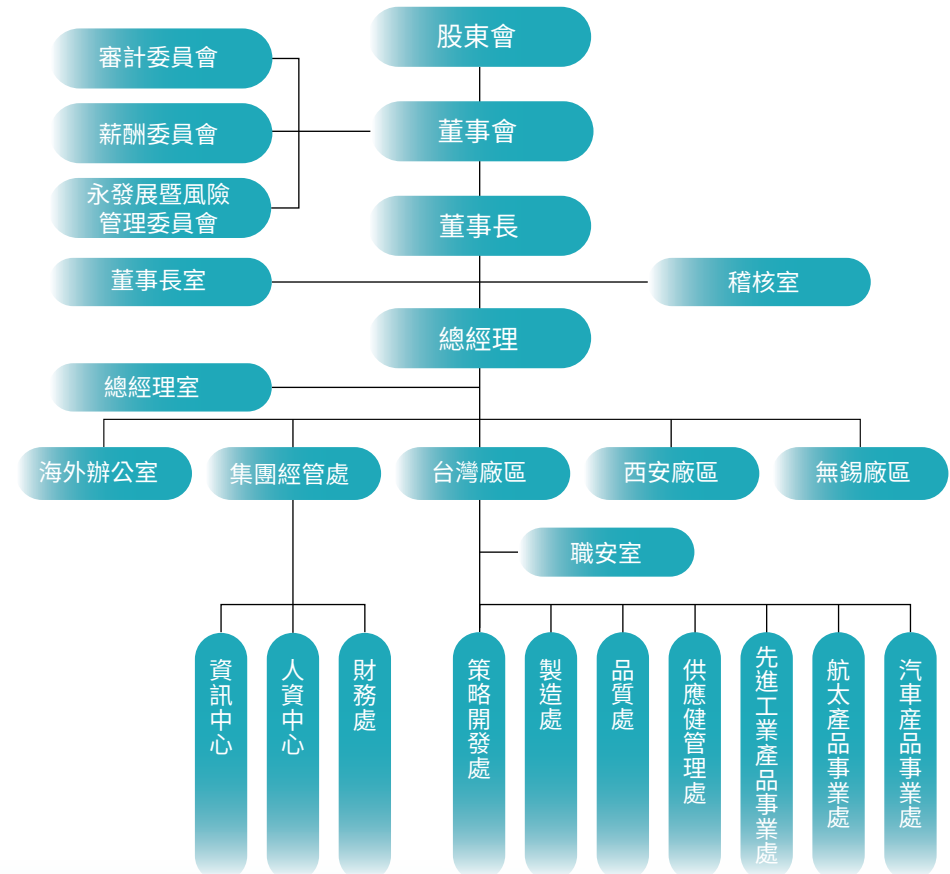 股東會
審計委員會
董事會
薪酬委員會
永發展暨風險
管理委員會
董事長
董事長室
稽核室
總經理
總經理室
海外辦公室
集團經管處
台灣廠區
西安廠區
無錫廠區
職安室
資訊中心
人資中心
財務處
策略開發處
製造處
品質處
供應健管理處
先進工業產品事業處
航太產品事業處
汽車産品事業處